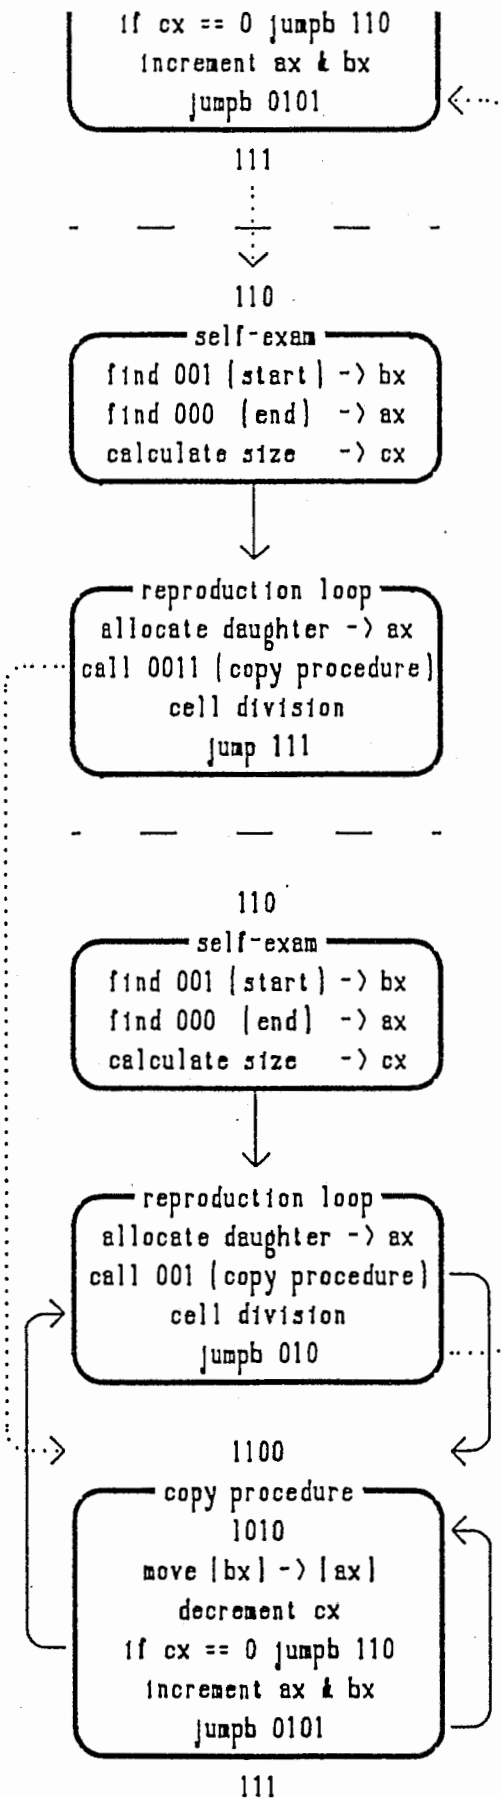 if cx == 0 jumpb 110
increment ax & bx
jumpb 0101
111
110
self-exam
find 001 [start] -> bx
find 000 [end] -> ax
calculate size -> cx
reproduction loop
allocate daughter -> ax
call 0011 (copy procedure)
cell division
jump 111
110
self-exam
find 001 [start] -> bx
find 000 [end] -> ax
calculate size -> cx
reproduction loop
allocate daughter -> ax
call 001 (copy procedure)
cell division
jumpb 010
1100
copy procedure
1010
move [bx] -> [ax]
decrement cx
if cx == 0 jumpb 110
increment ax & bx
jumpb 0101
111